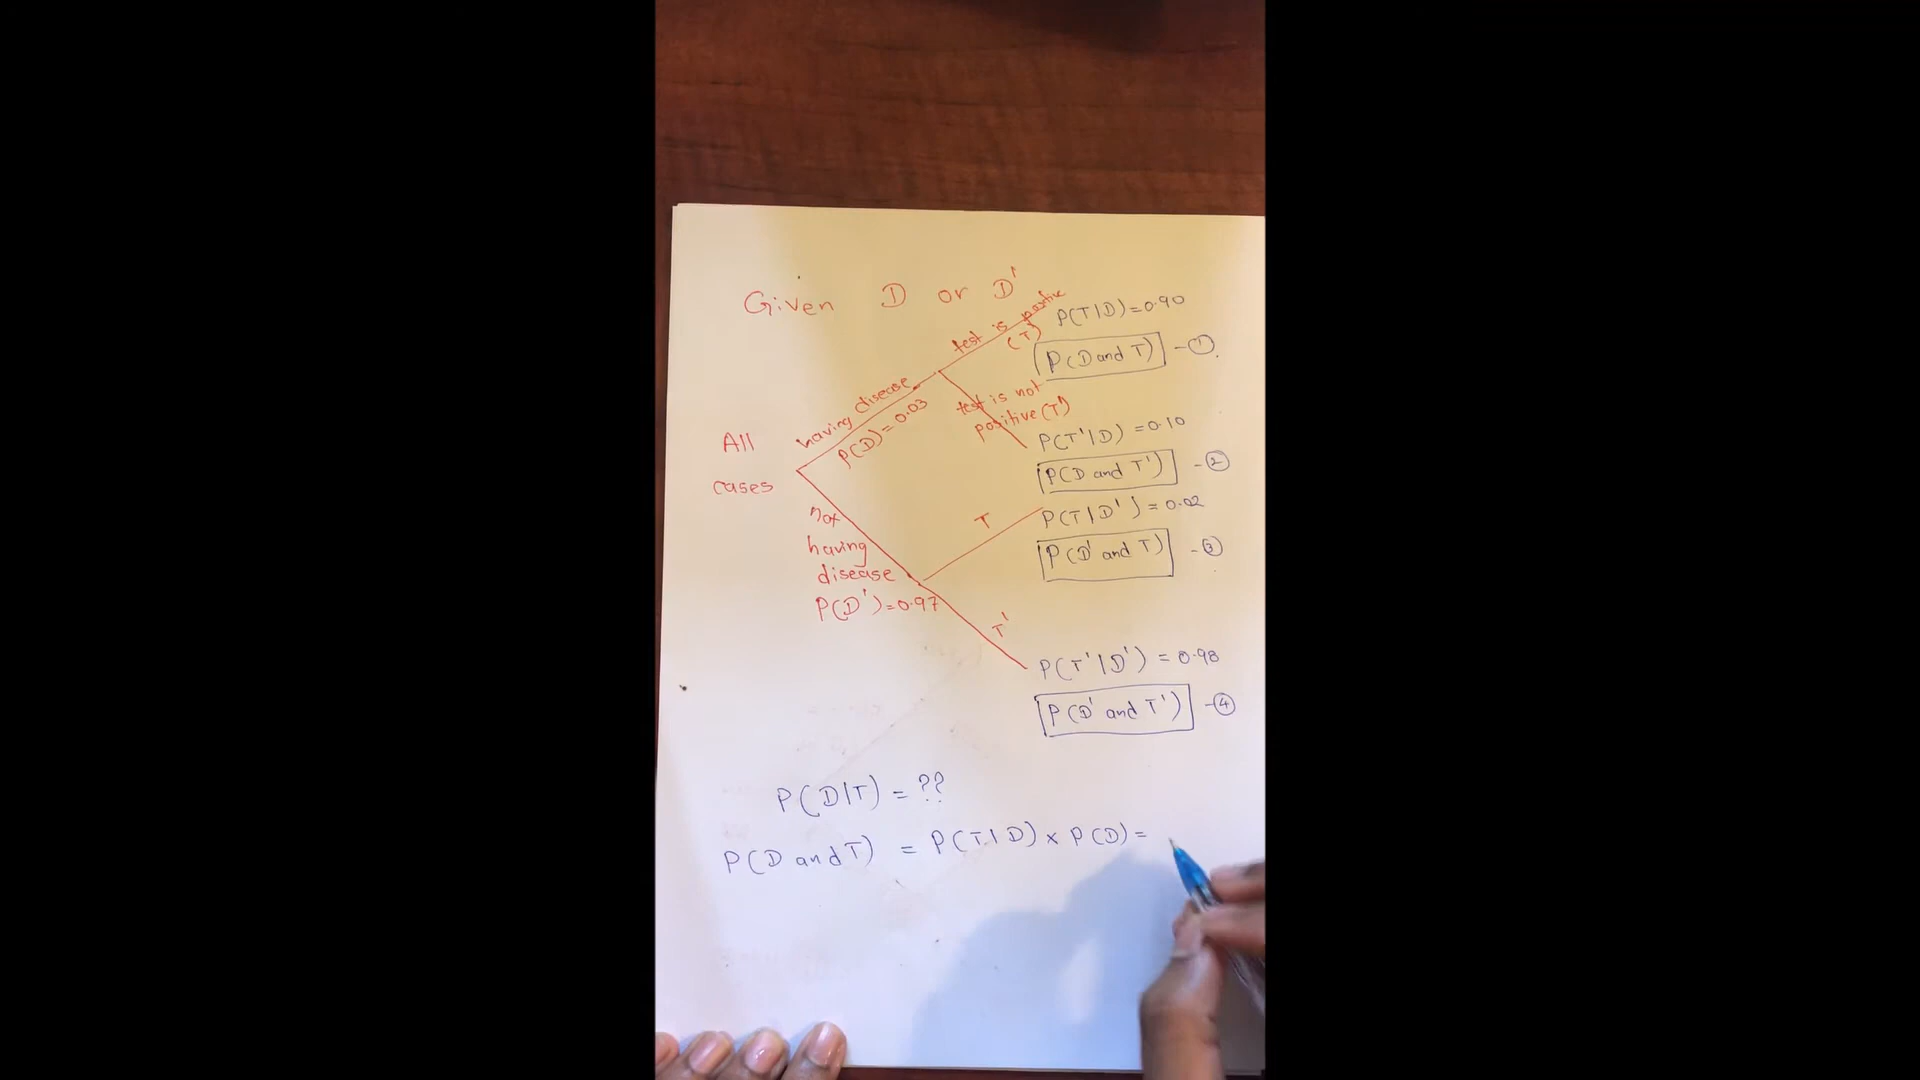 Given D or D'
test is positive
(T)
P(T|D) = 0.90
P(D and T) - ①
having disease
P(D) = 0.03
test is not
positive (T')
P(T'|D) = 0.10
P(D and T') - ②
All
cases
not
having
disease
P(D') = 0.97
T
P(T|D') = 0.02
P(D' and T) - ③
T'
P(T'|D') = 0.98
P(D' and T') - ④
P(D|T) = ??
P(D and T) = P(T|D) × P(D) =